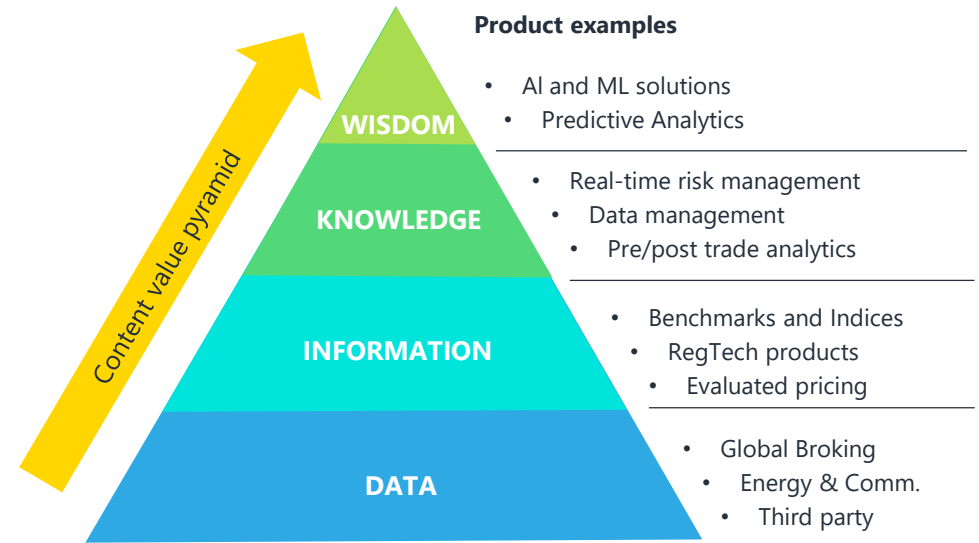 Product examples
• AI and ML solutions
• Predictive Analytics
WISDOM
• Real-time risk management
• Data management
• Pre/post trade analytics
KNOWLEDGE
Content value pyramid
• Benchmarks and Indices
• RegTech products
• Evaluated pricing
INFORMATION
• Global Broking
• Energy & Comm.
• Third party
DATA